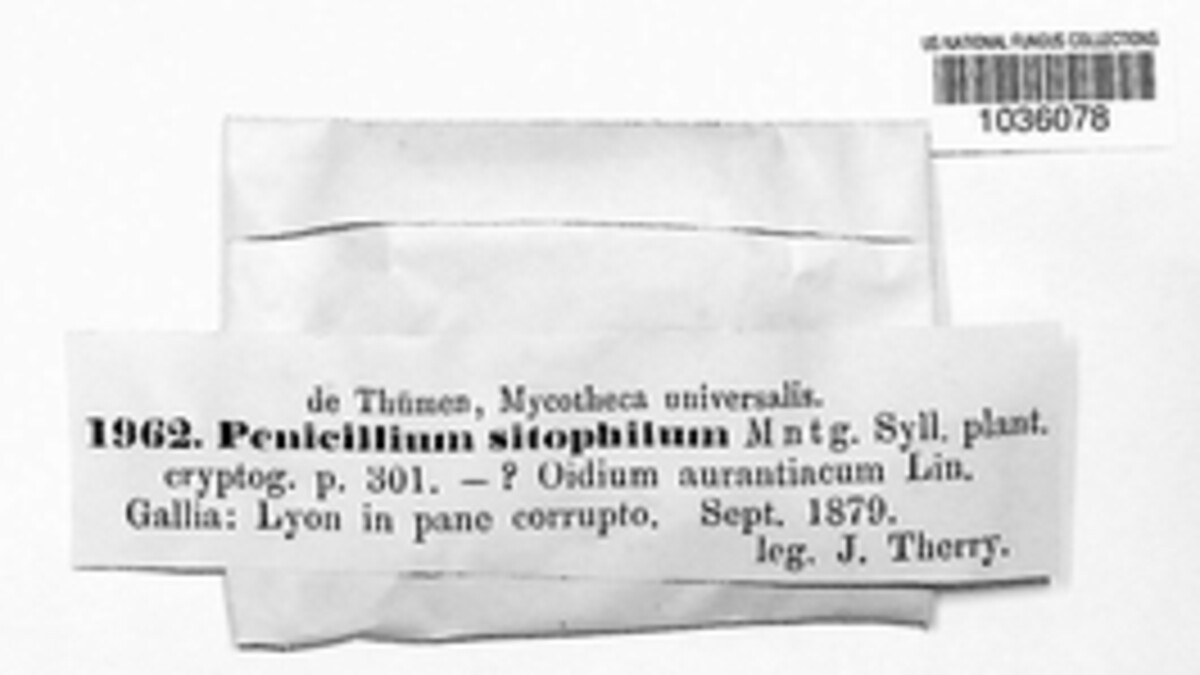 US NATIONAL FUNGUS COLLECTIONS
1036078
de Thümen, Mycotheca universalis.
1962. Penicillium sitophilum Mntg. Syll. plant.
cryptog. p. 301. — ? Oidium aurantiacum Lin.
Gallia: Lyon in pane corrupto. Sept. 1879.
leg. J. Therry.